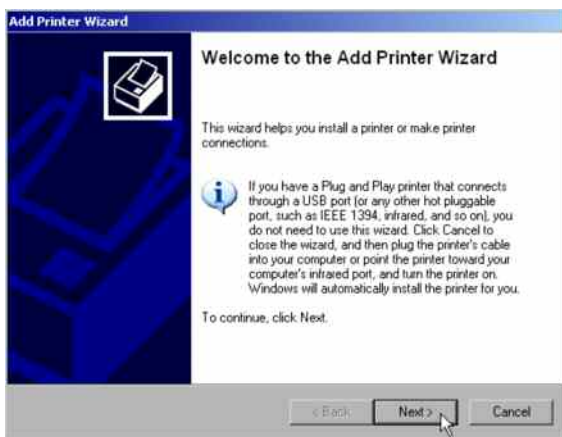 Add Printer Wizard
Welcome to the Add Printer Wizard
This wizard helps you install a printer or make printer
connections.
If you have a Plug and Play printer that connects
through a USB port (or any other hot pluggable
port, such as IEEE 1394, infrared, and so on), you
do not need to use this wizard. Click Cancel to
close the wizard, and then plug the printer's cable
into your computer or point the printer toward your
computer's infrared port, and turn the printer on.
Windows will automatically install the printer for you.
To continue, click Next.
< Back
Next >
Cancel